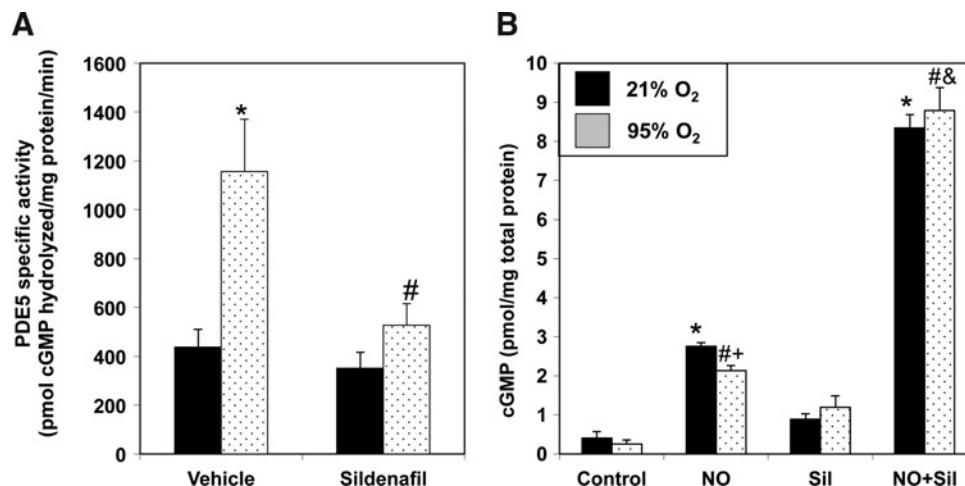 A
PDE5 specific activity
(pmol cGMP hydrolyzed/mg protein/min)
1600
1400
1200
1000
800
600
400
200
0
*
#
Vehicle
Sildenafil
B
cGMP (pmol/mg total protein)
10
9
8
7
6
5
4
3
2
1
0
21% O₂
95% O₂
*
#+
*
#&
Control
NO
Sil
NO+Sil